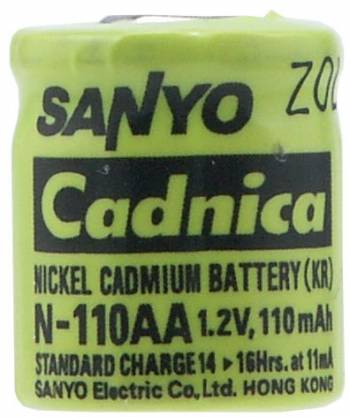 SANYO
Cadnica
NICKEL CADMIUM BATTERY (KR)
N-110AA 1.2V, 110 mAh
STANDARD CHARGE 14 ▸ 16Hrs. at 11mA
SANYO Electric Co., Ltd. HONG KONG